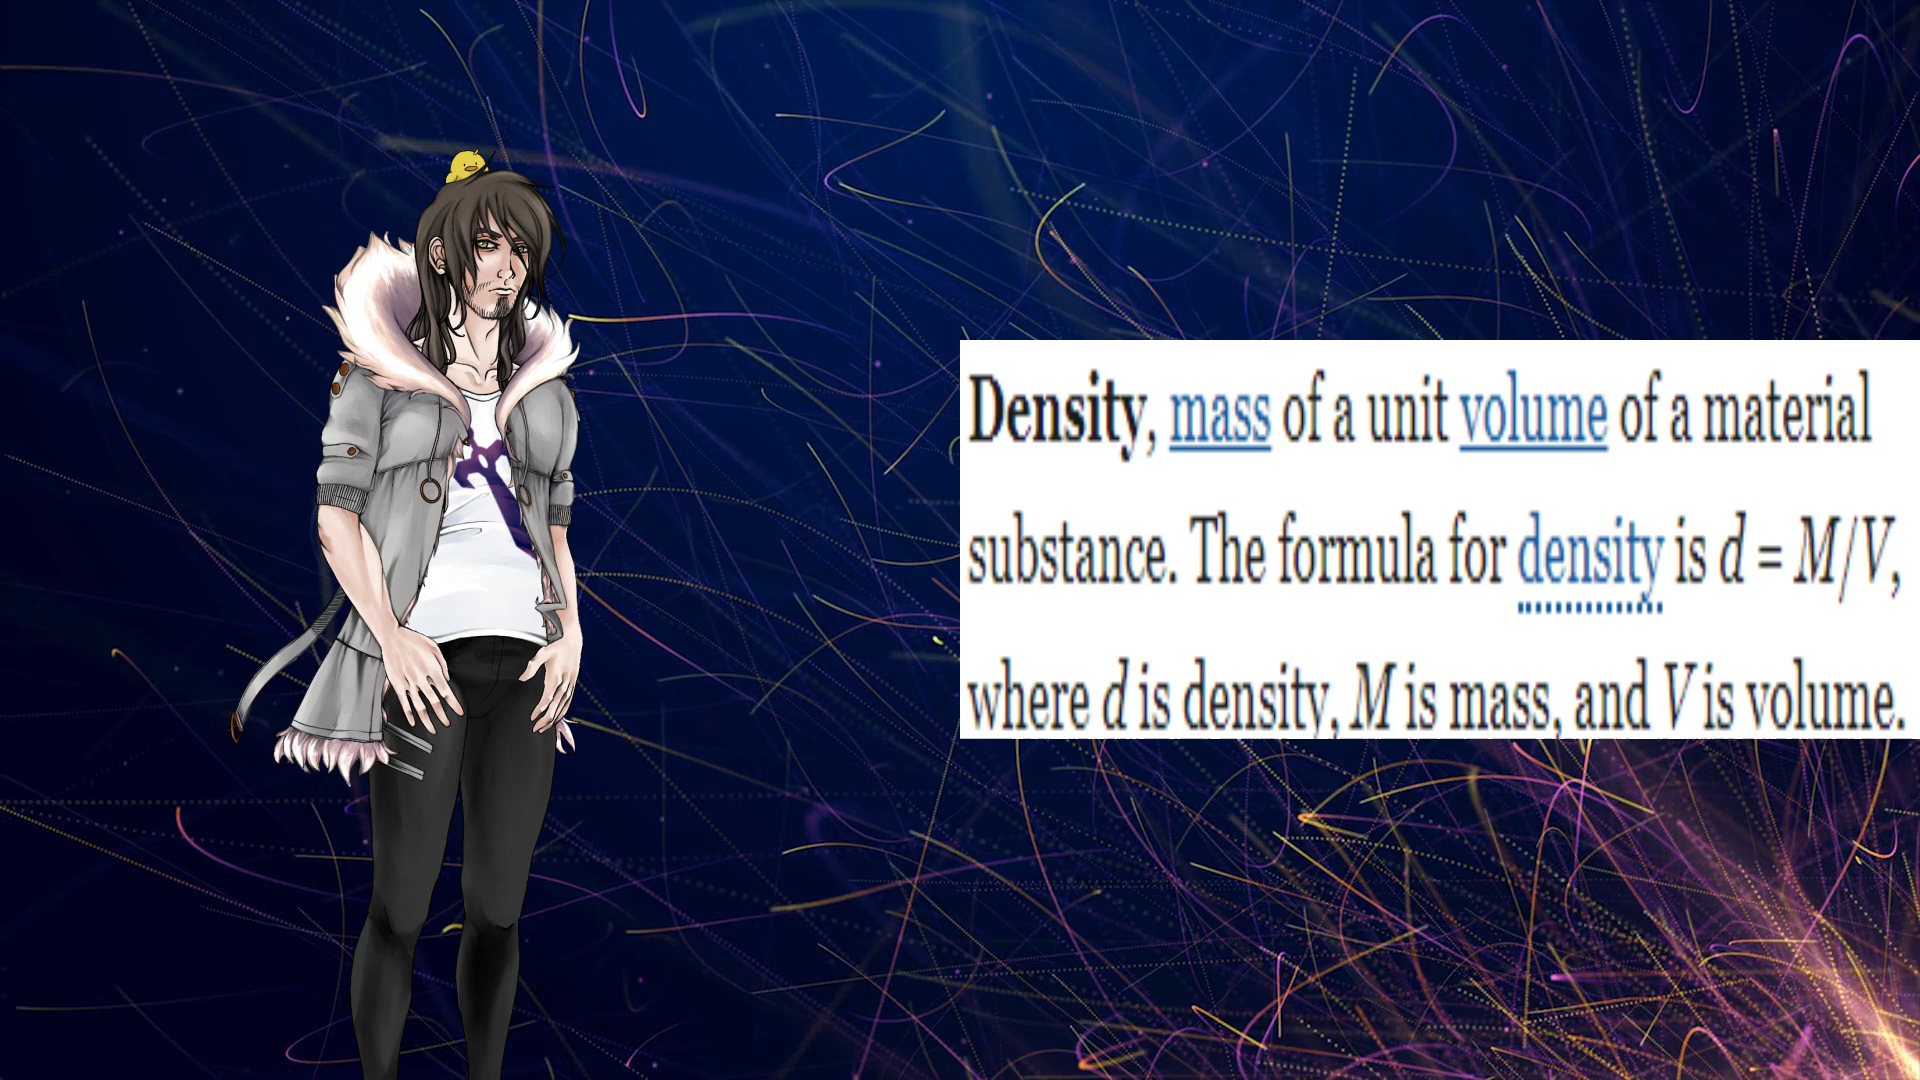 Density, mass of a unit volume of a material
substance. The formula for density is d = M/V,
where d is density, M is mass, and V is volume.